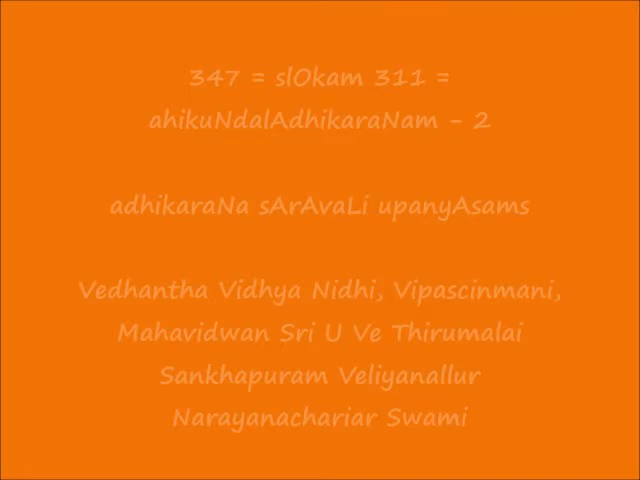 347 = slOkam 311 =
ahikuNdalAdhikaraNam - 2
adhikaraNa sArAvaLi upanyAsams
Vedhantha Vidhya Nidhi, Vipascinmani,
Mahavidwan Sri U Ve Thirumalai
Sankhapuram Veliyanallur
Narayanachariar Swami